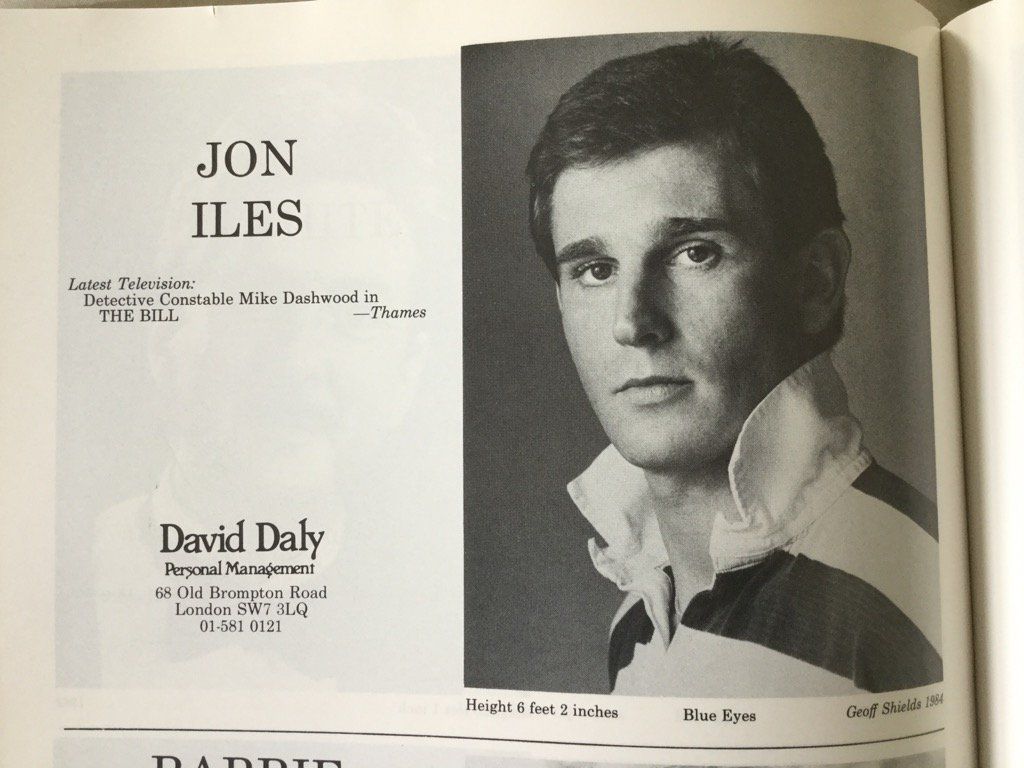 JON
ILES
Latest Television:
Detective Constable Mike Dashwood in
THE BILL —Thames
David Daly
Personal Management
68 Old Brompton Road
London SW7 3LQ
01-581 0121
Height 6 feet 2 inches Blue Eyes Geoff Shields 1984
BARRIE